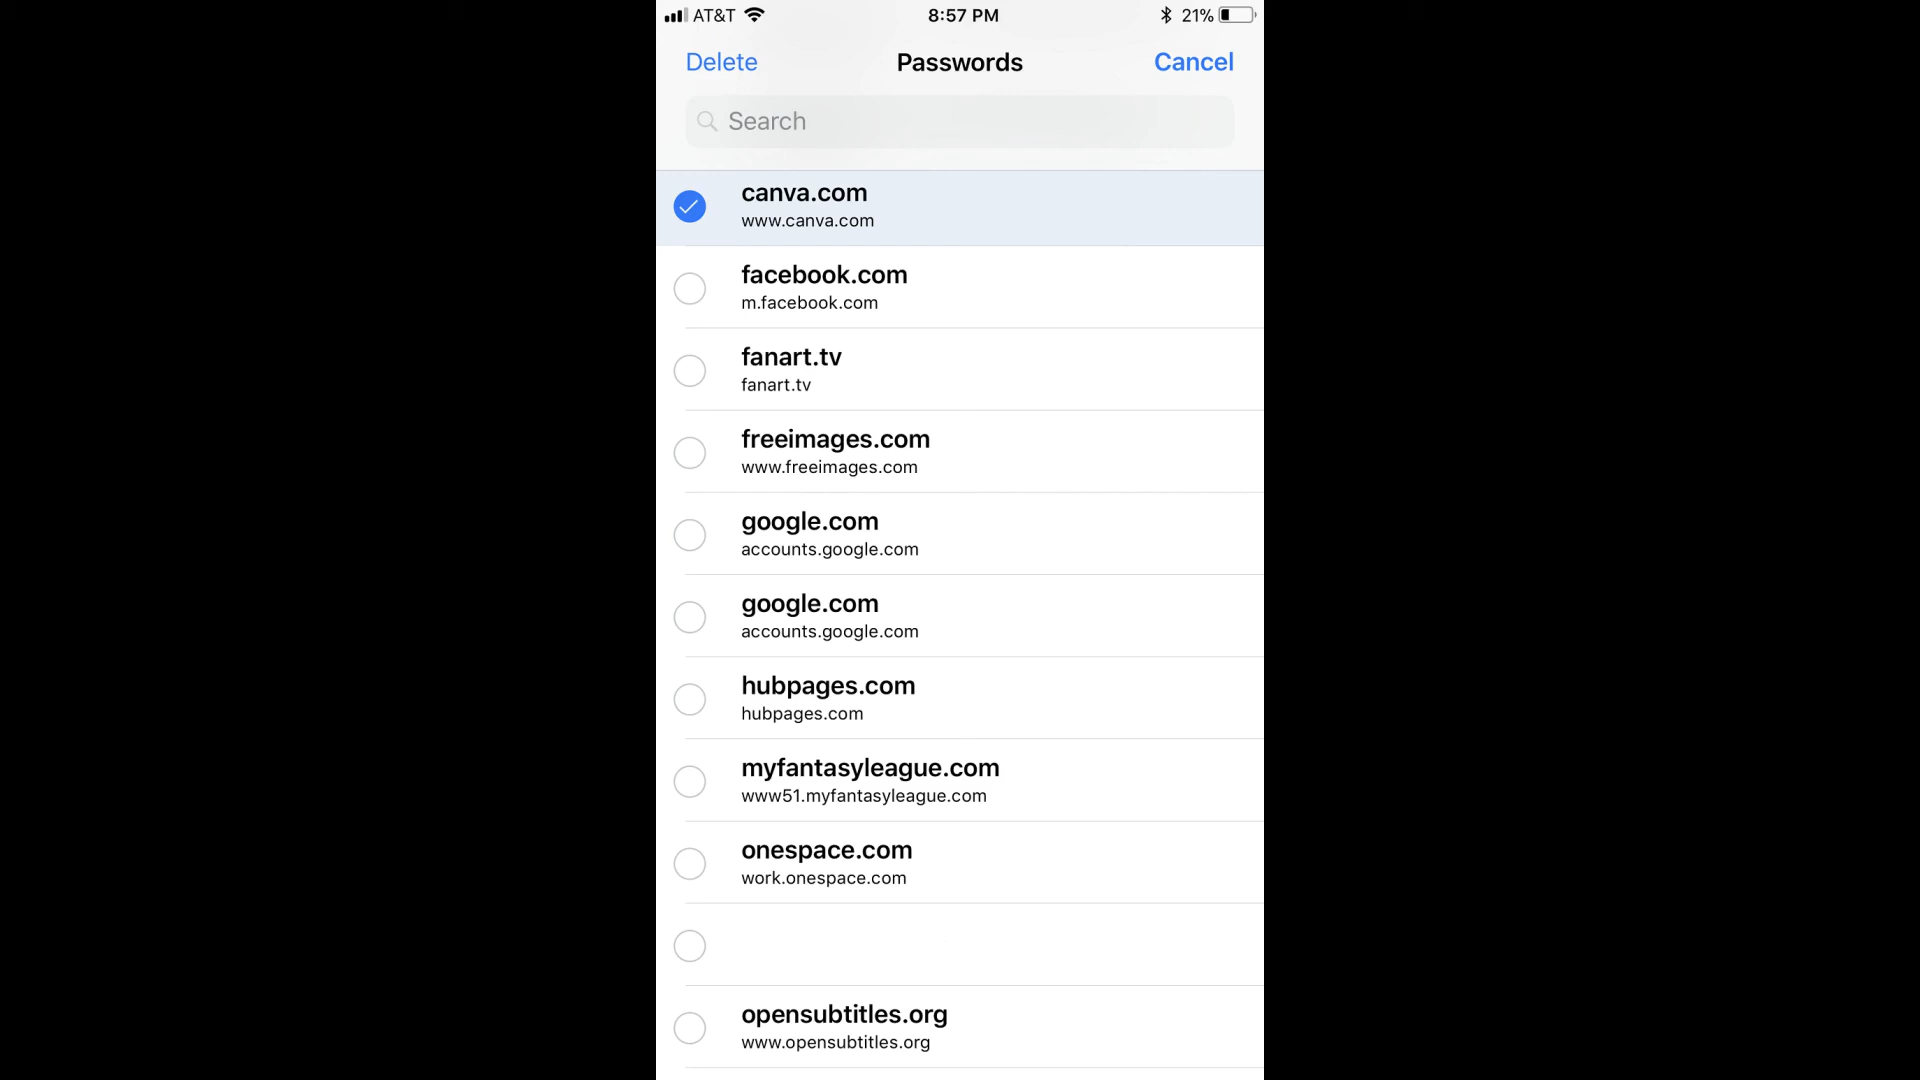 AT&T 8:57 PM 21%
Delete Passwords Cancel
Search
canva.com
www.canva.com
facebook.com
m.facebook.com
fanart.tv
fanart.tv
freeimages.com
www.freeimages.com
google.com
accounts.google.com
google.com
accounts.google.com
hubpages.com
hubpages.com
myfantasyleague.com
www51.myfantasyleague.com
onespace.com
work.onespace.com
opensubtitles.org
www.opensubtitles.org